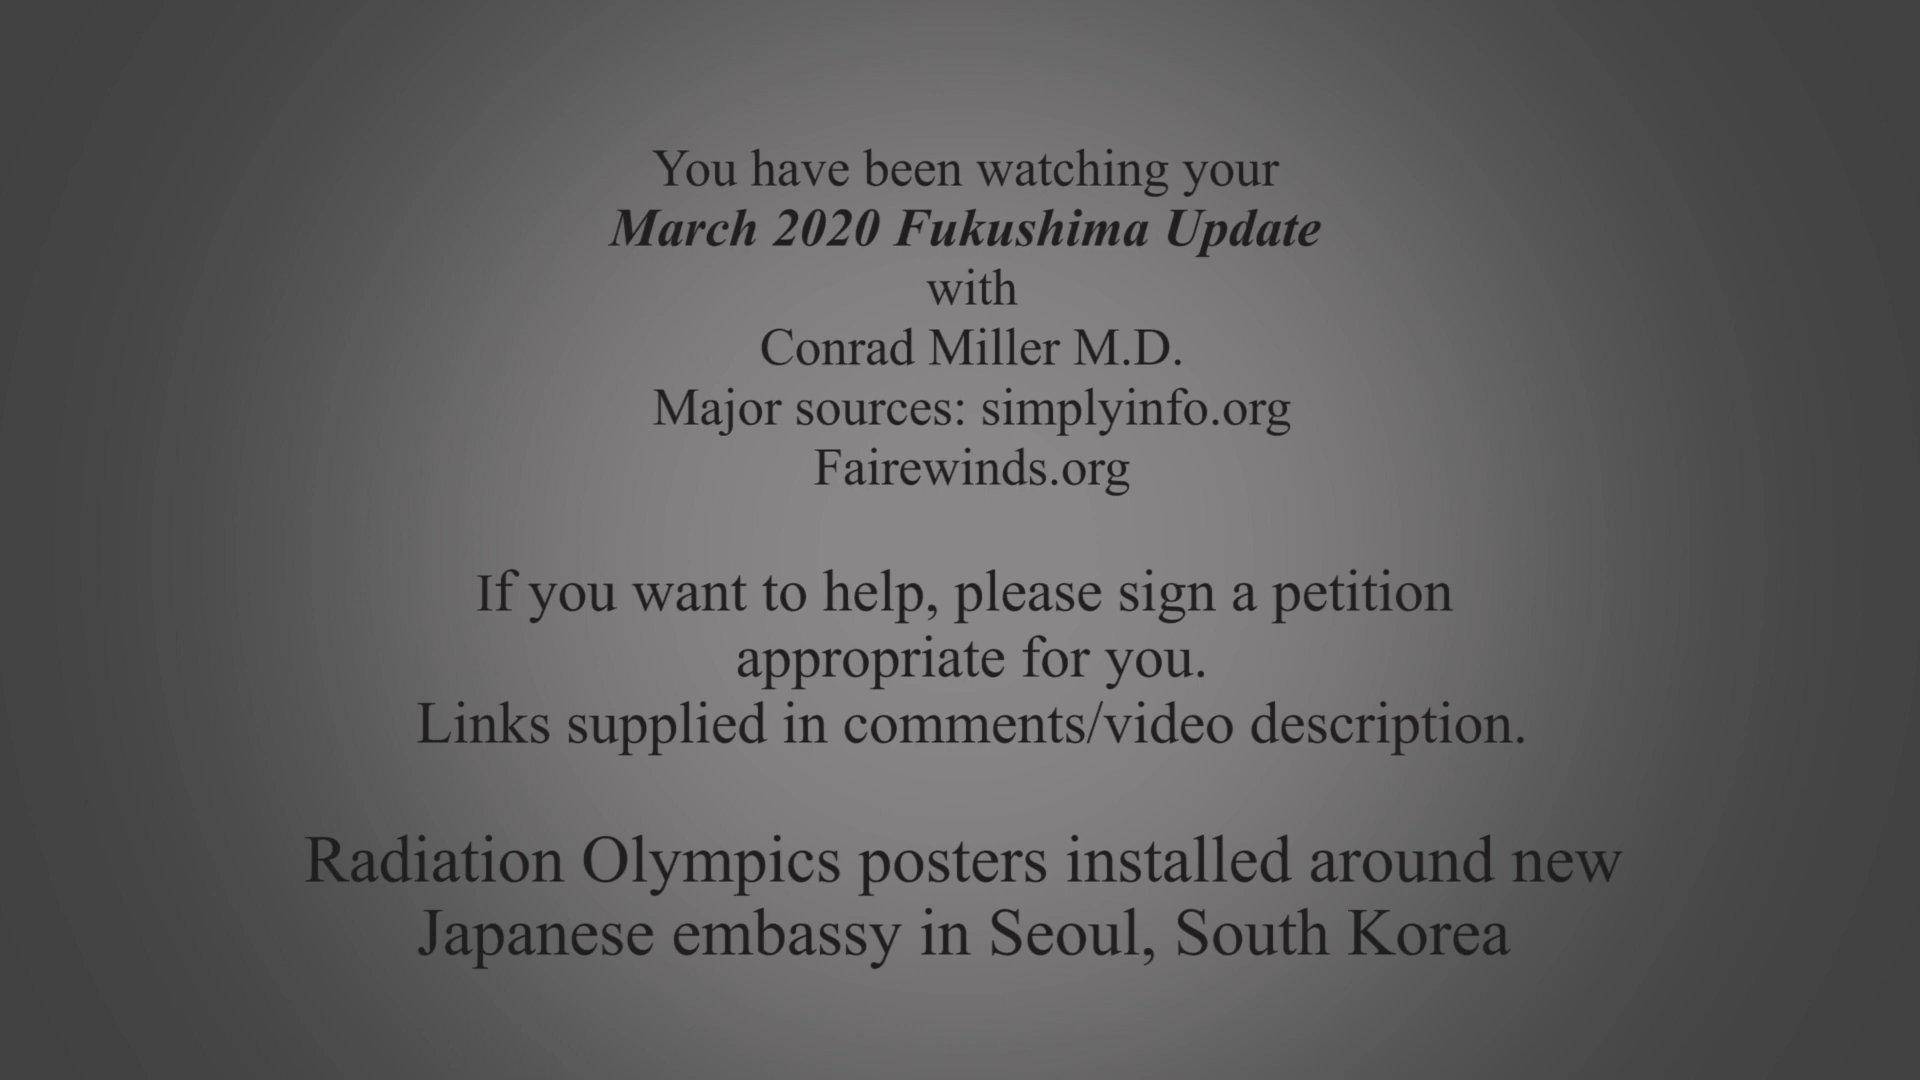 You have been watching your
March 2020 Fukushima Update
with
Conrad Miller M.D.
Major sources: simplyinfo.org
Fairewinds.org
If you want to help, please sign a petition
appropriate for you.
Links supplied in comments/video description.
Radiation Olympics posters installed around new
Japanese embassy in Seoul, South Korea